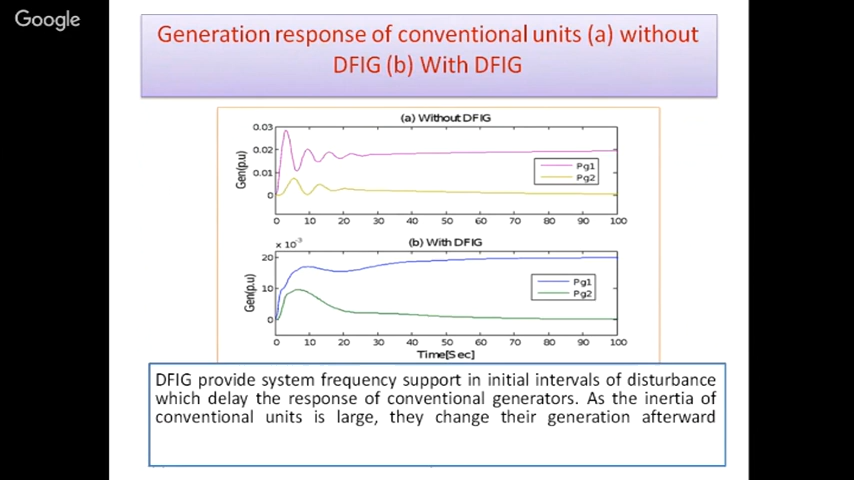 Google
Generation response of conventional units (a) without
DFIG (b) With DFIG
(a) Without DFIG
0.03
0.02
0.01
0
Gen(p.u)
Pg1
Pg2
0 10 20 30 40 50 60 70 80 90 100
x 10⁻³
(b) With DFIG
20
10
0
Gen(p.u)
Pg1
Pg2
0 10 20 30 40 50 60 70 80 90 100
Time[Sec]
DFIG provide system frequency support in initial intervals of disturbance
which delay the response of conventional generators. As the inertia of
conventional units is large, they change their generation afterward